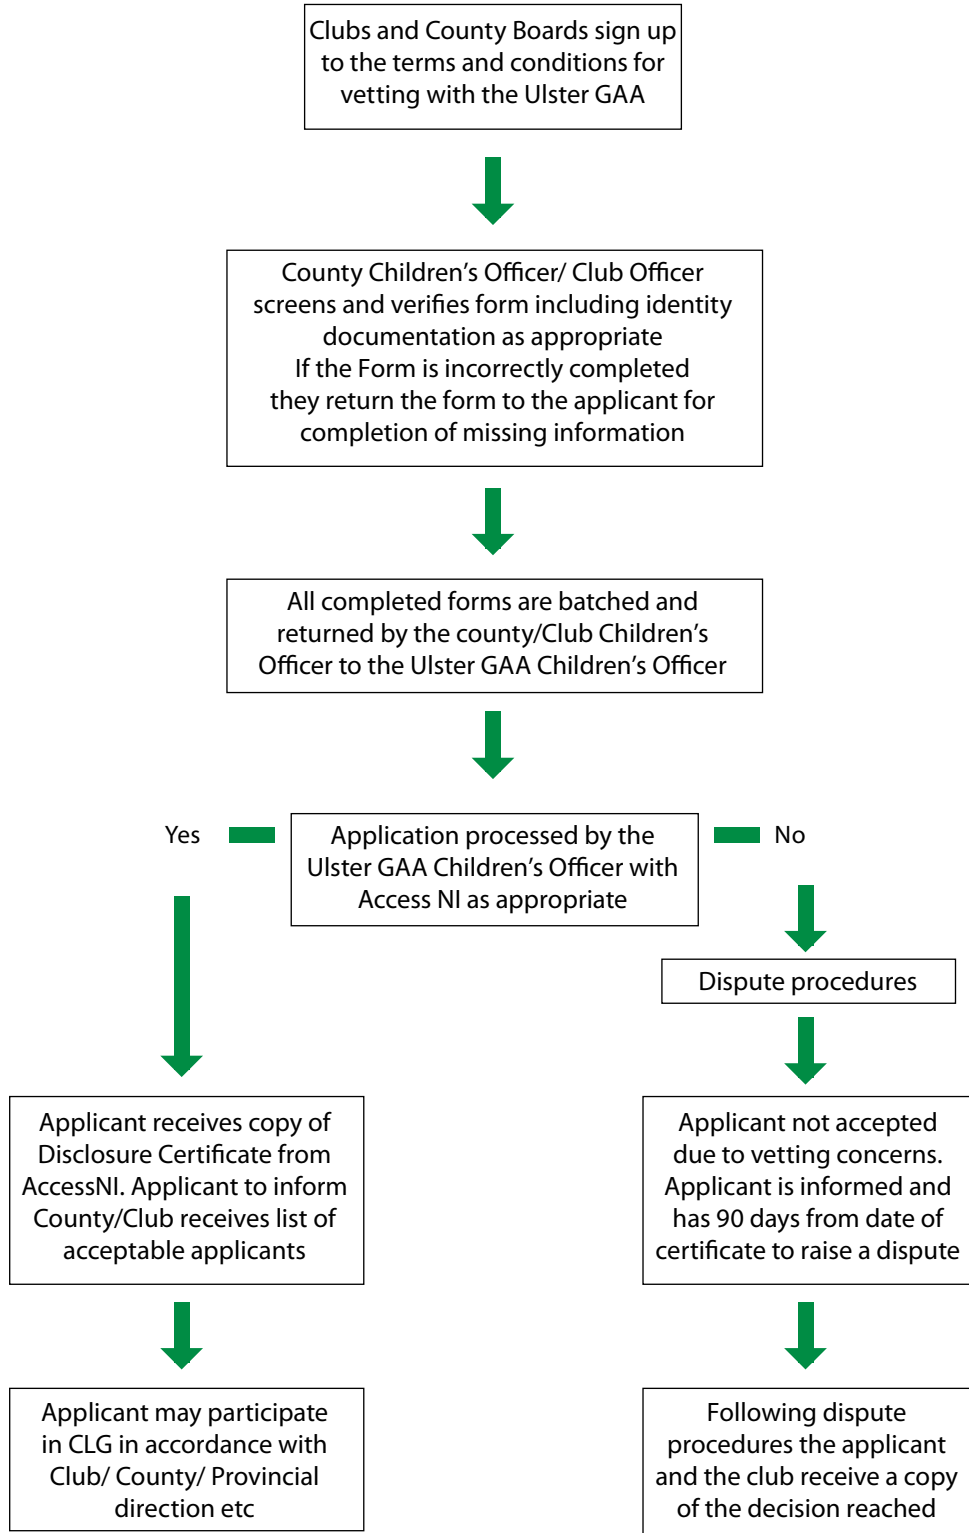 Clubs and County Boards sign up
to the terms and conditions for
vetting with the Ulster GAA
County Children’s Officer/ Club Officer
screens and verifies form including identity
documentation as appropriate
If the Form is incorrectly completed
they return the form to the applicant for
completion of missing information
All completed forms are batched and
returned by the county/Club Children’s
Officer to the Ulster GAA Children’s Officer
Yes
Application processed by the
Ulster GAA Children’s Officer with
Access NI as appropriate
No
Dispute procedures
Applicant receives copy of
Disclosure Certificate from
AccessNI. Applicant to inform
County/Club receives list of
acceptable applicants
Applicant not accepted
due to vetting concerns.
Applicant is informed and
has 90 days from date of
certificate to raise a dispute
Applicant may participate
in CLG in accordance with
Club/ County/ Provincial
direction etc
Following dispute
procedures the applicant
and the club receive a copy
of the decision reached